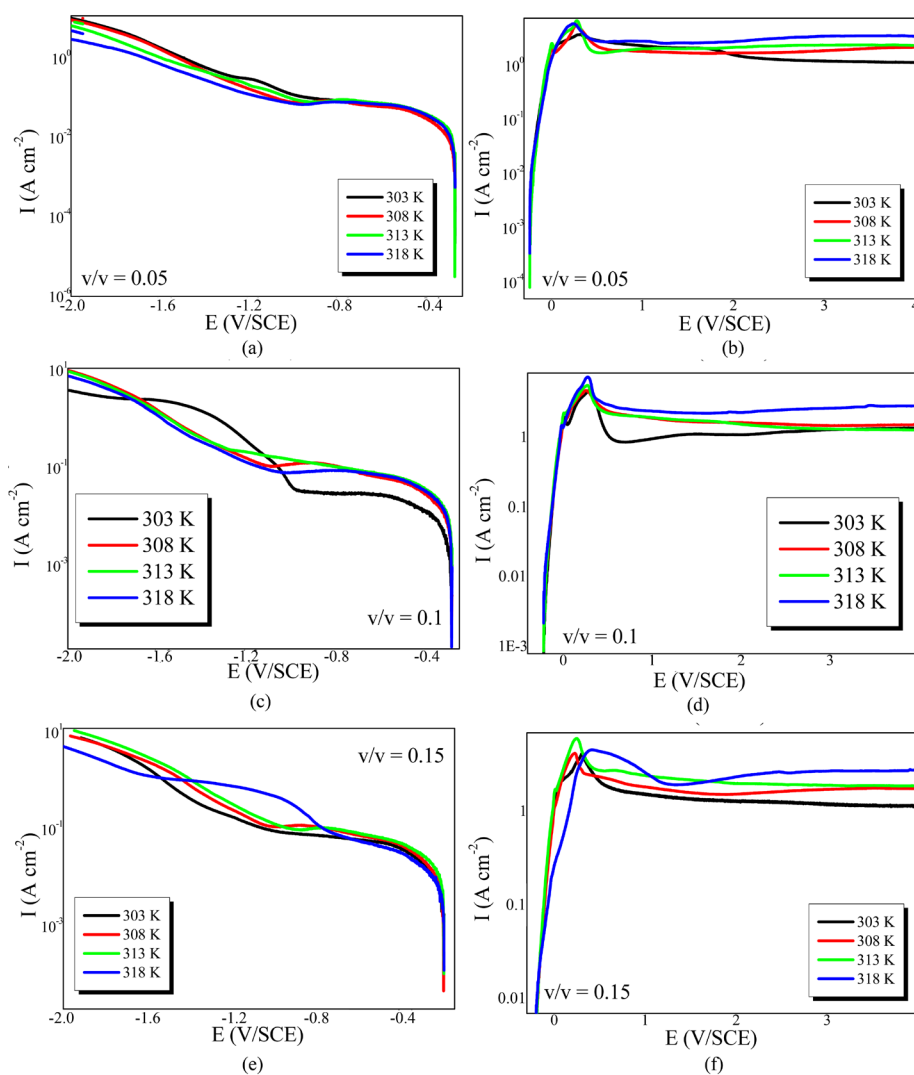 10⁰
10⁻²
10⁻⁴
10⁻⁶
I (A cm⁻²)
303 K
308 K
313 K
318 K
v/v = 0.05
-2.0
-1.6
-1.2
-0.8
-0.4
E (V/SCE)
(a)
10⁰
10⁻¹
10⁻²
10⁻³
10⁻⁴
I (A cm⁻²)
303 K
308 K
313 K
318 K
v/v = 0.05
0
1
2
3
4
E (V/SCE)
(b)
10¹
10⁻¹
10⁻³
I (A cm⁻²)
303 K
308 K
313 K
318 K
v/v = 0.1
-2.0
-1.6
-1.2
-0.8
-0.4
E (V/SCE)
(c)
1
0.1
0.01
1E-3
I (A cm⁻²)
303 K
308 K
313 K
318 K
v/v = 0.1
0
1
2
3
E (V/SCE)
(d)
10¹
10⁻¹
10⁻³
I (A cm⁻²)
v/v = 0.15
303 K
308 K
313 K
318 K
-2.0
-1.6
-1.2
-0.8
-0.4
E (V/SCE)
(e)
1
0.1
0.01
I (A cm⁻²)
303 K
308 K
313 K
318 K
v/v = 0.15
0
1
2
3
E (V/SCE)
(f)